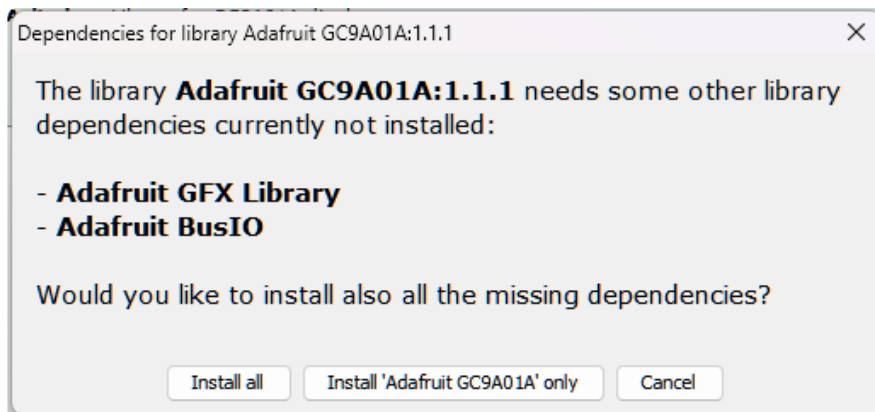 Dependencies for library Adafruit GC9A01A:1.1.1
The library Adafruit GC9A01A:1.1.1 needs some other library
dependencies currently not installed:
- Adafruit GFX Library
- Adafruit BusIO
Would you like to install also all the missing dependencies?
Install all
Install 'Adafruit GC9A01A' only
Cancel